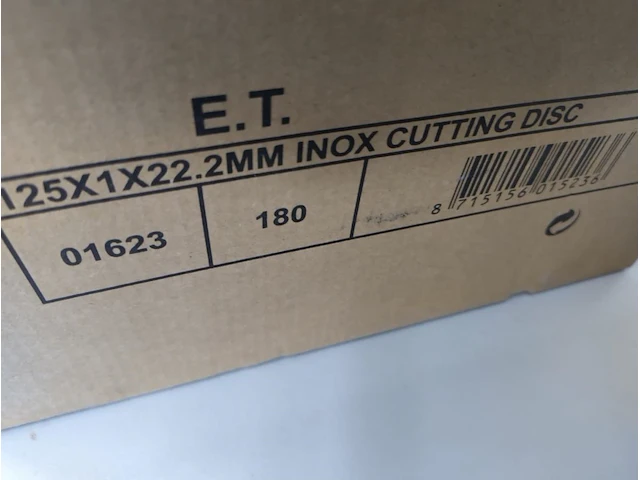 E.T.
125X1X22.2MM INOX CUTTING DISC
01623
180
8 715156 015236